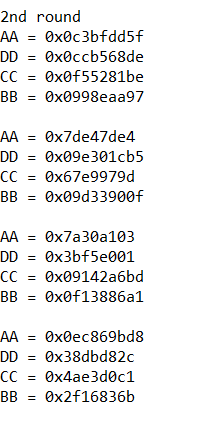 2nd round
AA = 0x0c3bfdd5f
DD = 0x0ccb568de
CC = 0x0f55281be
BB = 0x0998eaa97
AA = 0x7de47de4
DD = 0x09e301cb5
CC = 0x67e9979d
BB = 0x09d33900f
AA = 0x7a30a103
DD = 0x3bf5e001
CC = 0x09142a6bd
BB = 0x0f13886a1
AA = 0x0ec869bd8
DD = 0x38dbd82c
CC = 0x4ae3d0c1
BB = 0x2f16836b